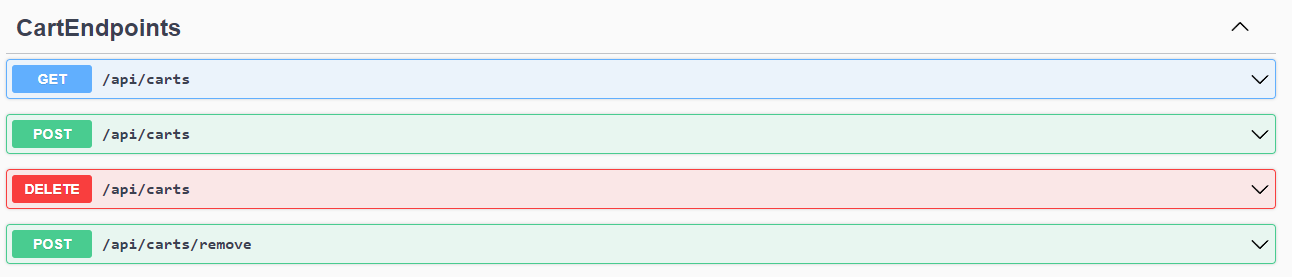 CartEndpoints
GET /api/carts
POST /api/carts
DELETE /api/carts
POST /api/carts/remove